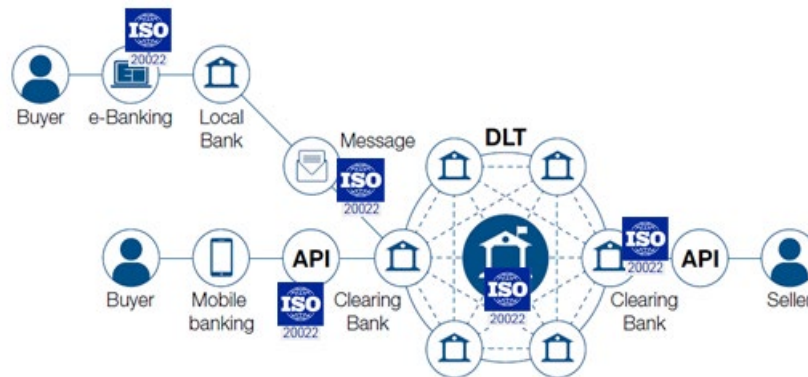 ISO
20022
Buyer
e-Banking
Local
Bank
Message
ISO
20022
DLT
Buyer
Mobile
banking
API
ISO
20022
Clearing
Bank
ISO
20022
ISO
20022
Clearing
Bank
API
Seller